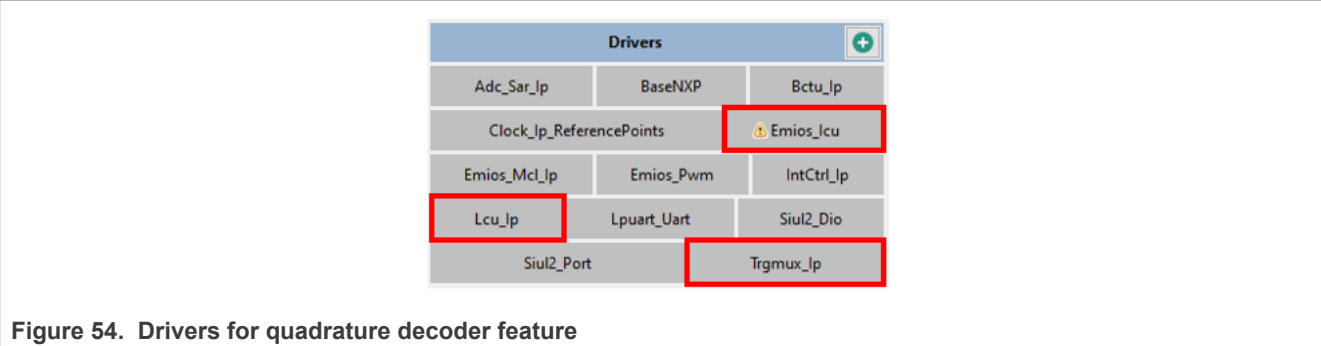 Drivers
Adc_Sar_Ip BaseNXP Bctu_Ip
Clock_Ip_ReferencePoints Emios_Icu
Emios_Mcl_Ip Emios_Pwm IntCtrl_Ip
Lcu_Ip Lpuart_Uart Siul2_Dio
Siul2_Port Trgmux_Ip
Figure 54. Drivers for quadrature decoder feature